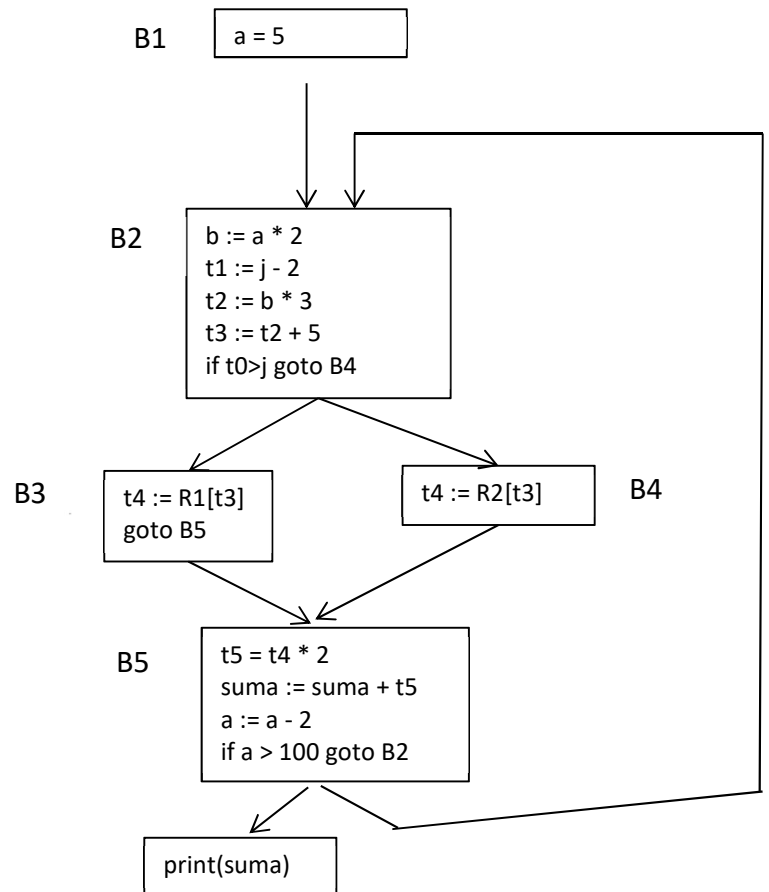 B1
a = 5
B2
b := a * 2
t1 := j - 2
t2 := b * 3
t3 := t2 + 5
if t0>j goto B4
B3
t4 := R1[t3]
goto B5
t4 := R2[t3]
B4
B5
t5 = t4 * 2
suma := suma + t5
a := a - 2
if a > 100 goto B2
print(suma)